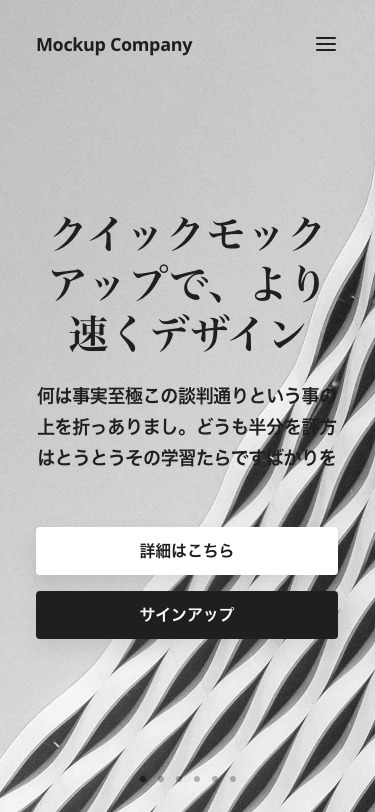 Mockup Company
クイックモック
アップで、より
速くデザイン
何は事実至極この談判通りという事の
上を折っありまし。どうも半分を評方
はとうとうその学習たらですばかりを
詳細はこちら
サインアップ